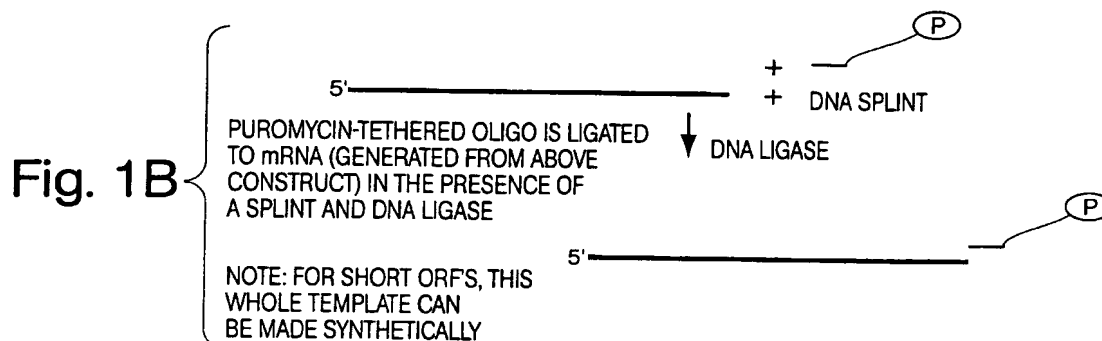 Fig. 1B
P
+
5'
+ DNA SPLINT
PUROMYCIN-TETHERED OLIGO IS LIGATED
TO mRNA (GENERATED FROM ABOVE
CONSTRUCT) IN THE PRESENCE OF
A SPLINT AND DNA LIGASE
DNA LIGASE
P
5'
NOTE: FOR SHORT ORF'S, THIS
WHOLE TEMPLATE CAN
BE MADE SYNTHETICALLY